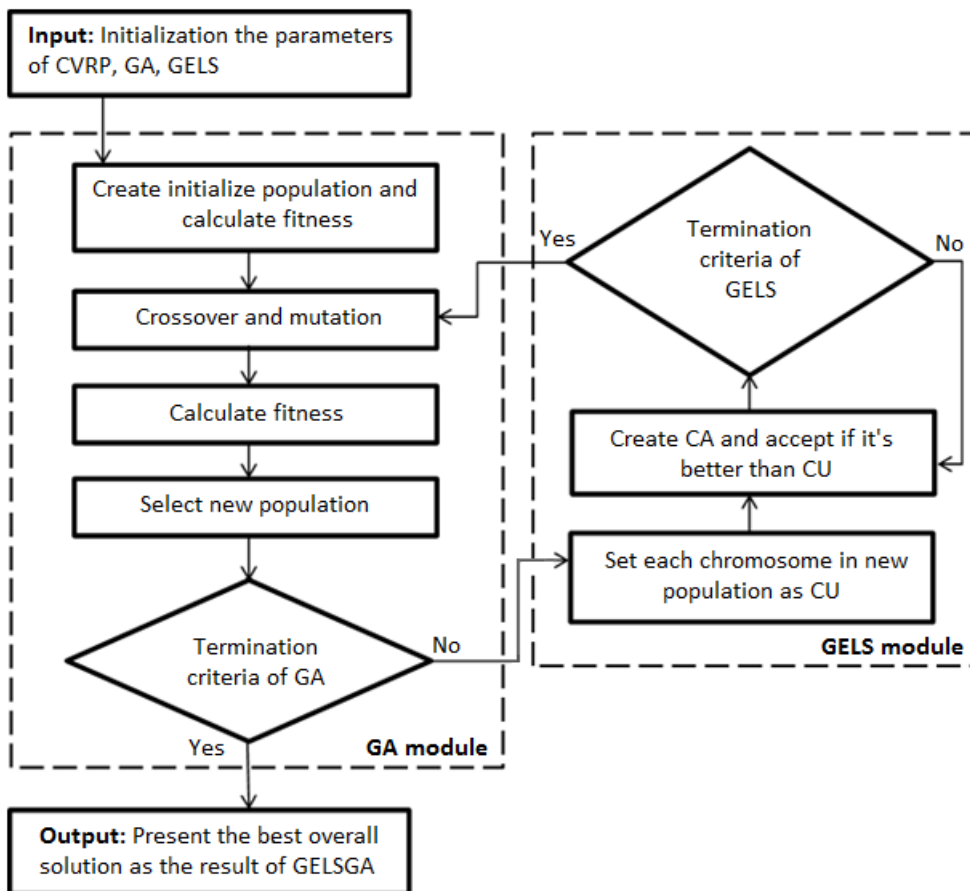 Input: Initialization the parameters
of CVRP, GA, GELS
Create initialize population and
calculate fitness
Crossover and mutation
Calculate fitness
Select new population
Termination
criteria of GA
No
Yes
GA module
Output: Present the best overall
solution as the result of GELSGA
Termination
criteria of
GELS
Yes
No
Create CA and accept if it's
better than CU
Set each chromosome in new
population as CU
GELS module